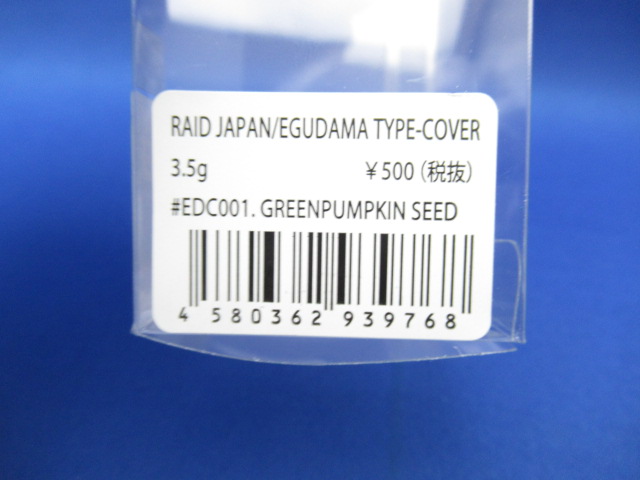 RAID JAPAN/EGUDAMA TYPE-COVER
3.5g ¥500(税抜)
#EDC001. GREENPUMPKIN SEED
4 580362 939768